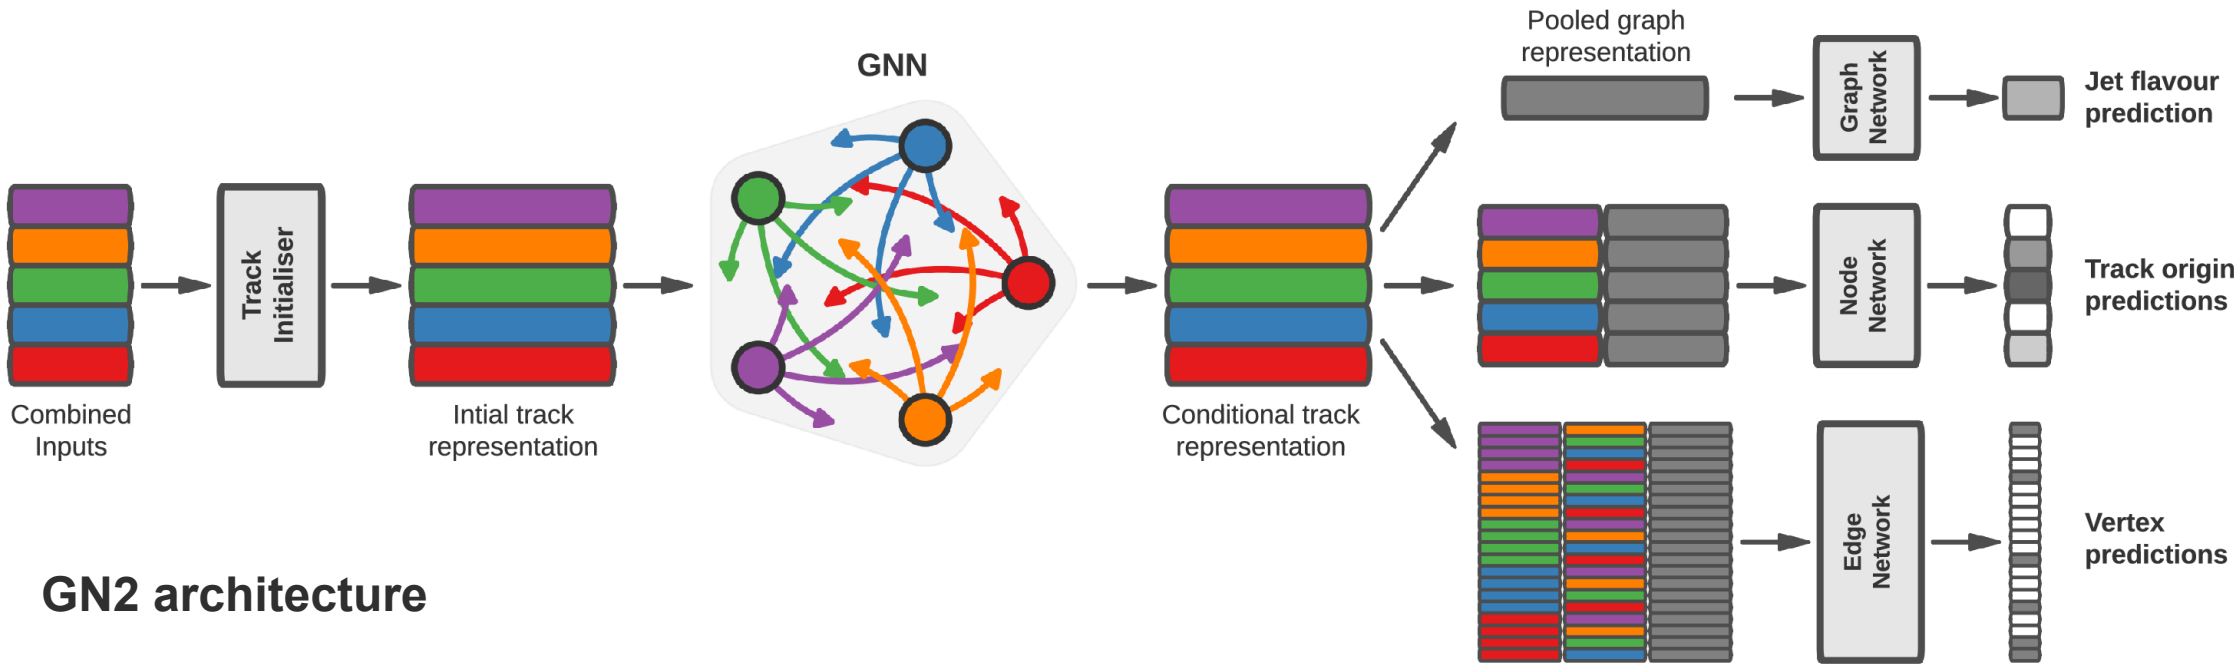 Combined
Inputs
Track
Initialiser
Intial track
representation
GNN
Conditional track
representation
Pooled graph
representation
Graph
Network
Jet flavour
prediction
Node
Network
Track origin
predictions
Edge
Network
Vertex
predictions
GN2 architecture